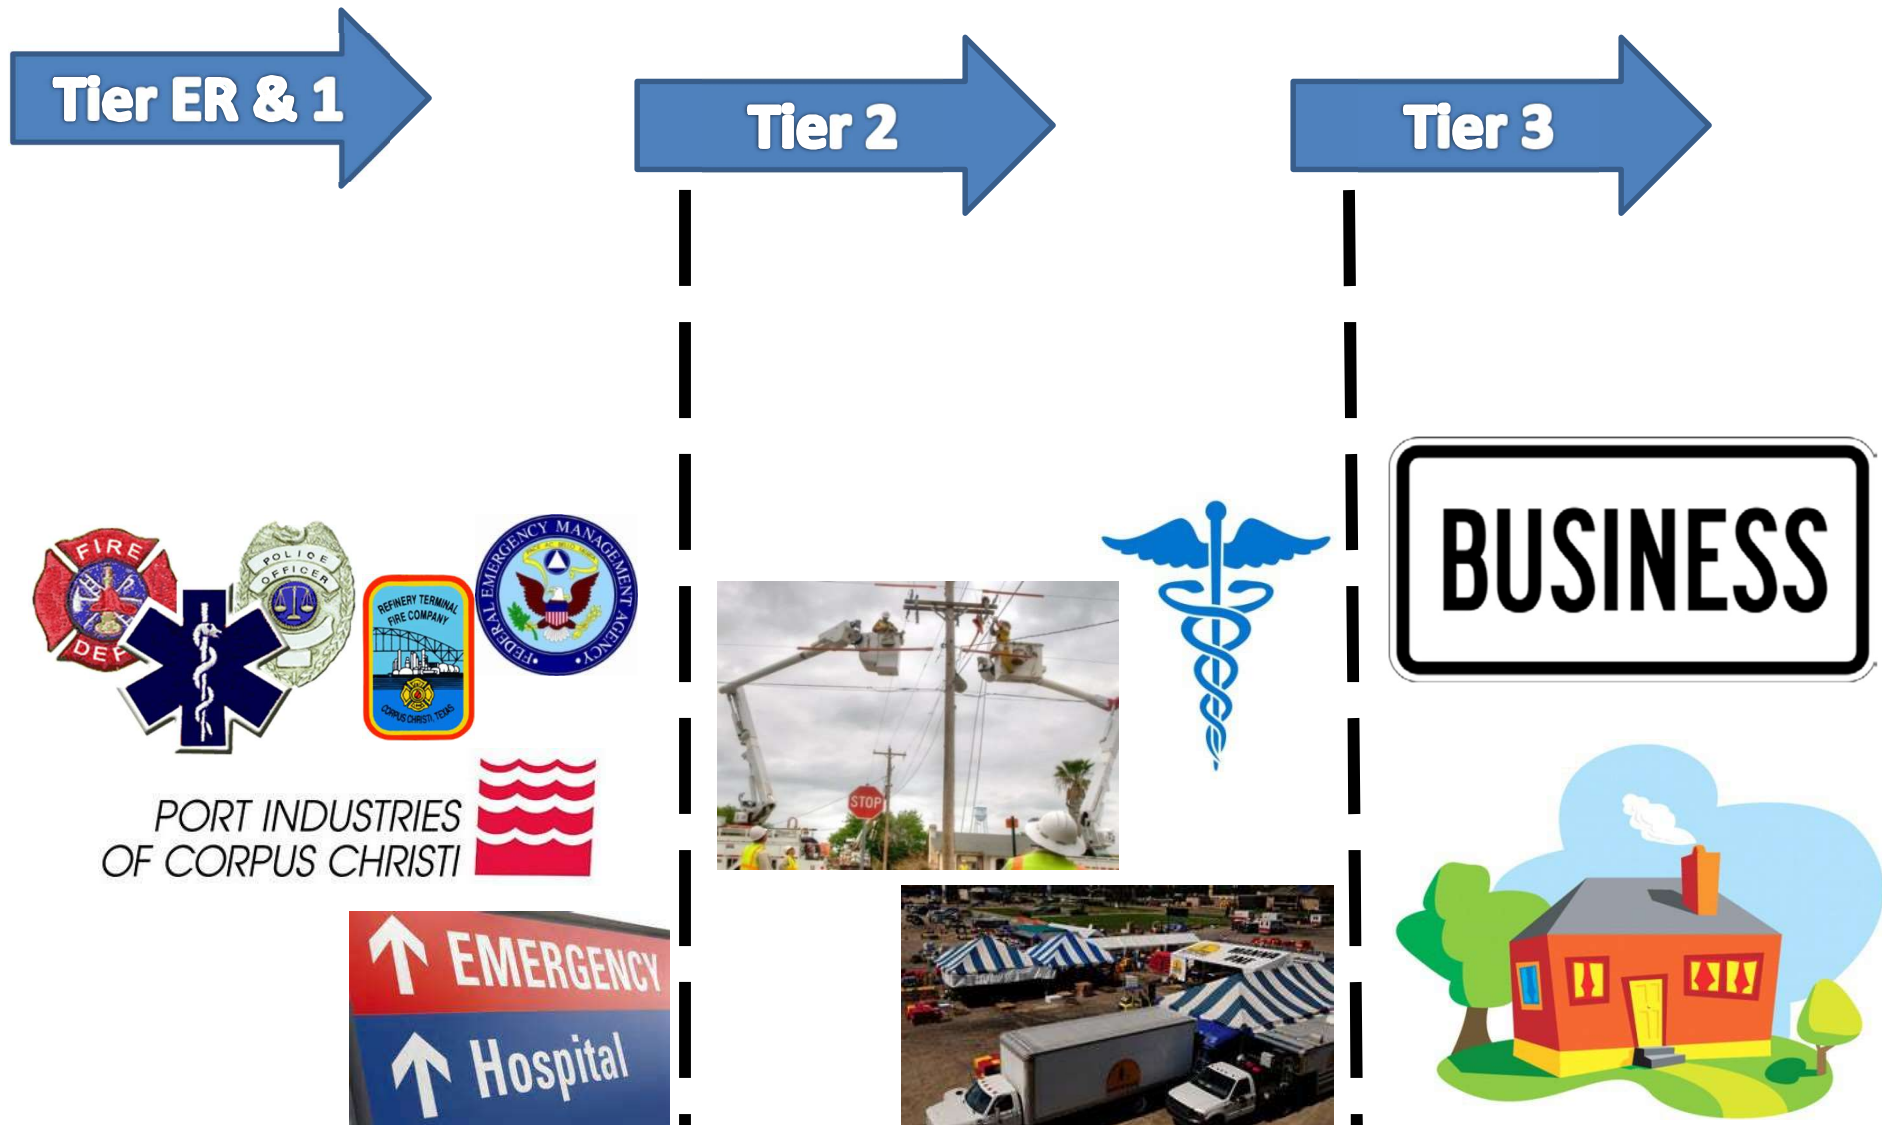 Tier ER & 1
Tier 2
Tier 3
FIRE
DEP
POLICE
OFFICER
REFINERY TERMINAL
FIRE COMPANY
CORPUS CHRISTI, TEXAS
FEDERAL EMERGENCY MANAGEMENT AGENCY
PORT INDUSTRIES
OF CORPUS CHRISTI
EMERGENCY
Hospital
STOP
BUSINESS